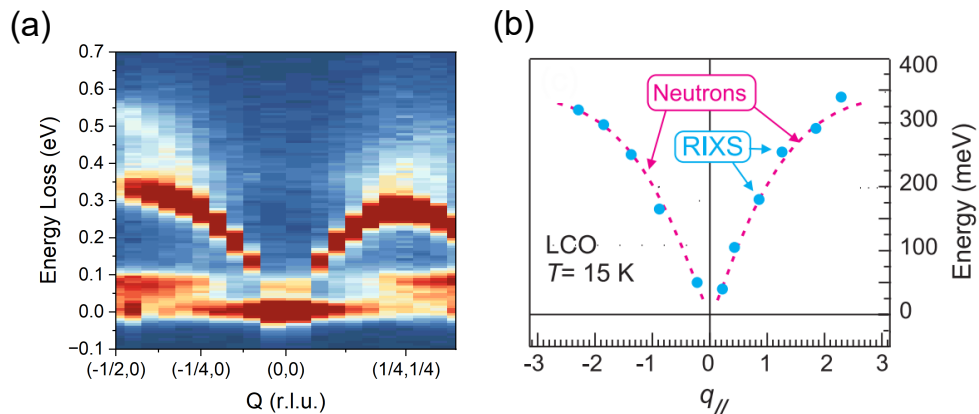 (a)
0.7
0.6
0.5
0.4
0.3
0.2
0.1
0.0
-0.1
Energy Loss (eV)
(-1/2,0)
(-1/4,0)
(0,0)
(1/4,1/4)
Q (r.l.u.)
(b)
Neutrons
RIXS
LCO
T= 15 K
400
300
200
100
0
Energy (meV)
-3
-2
-1
0
1
2
3
q//